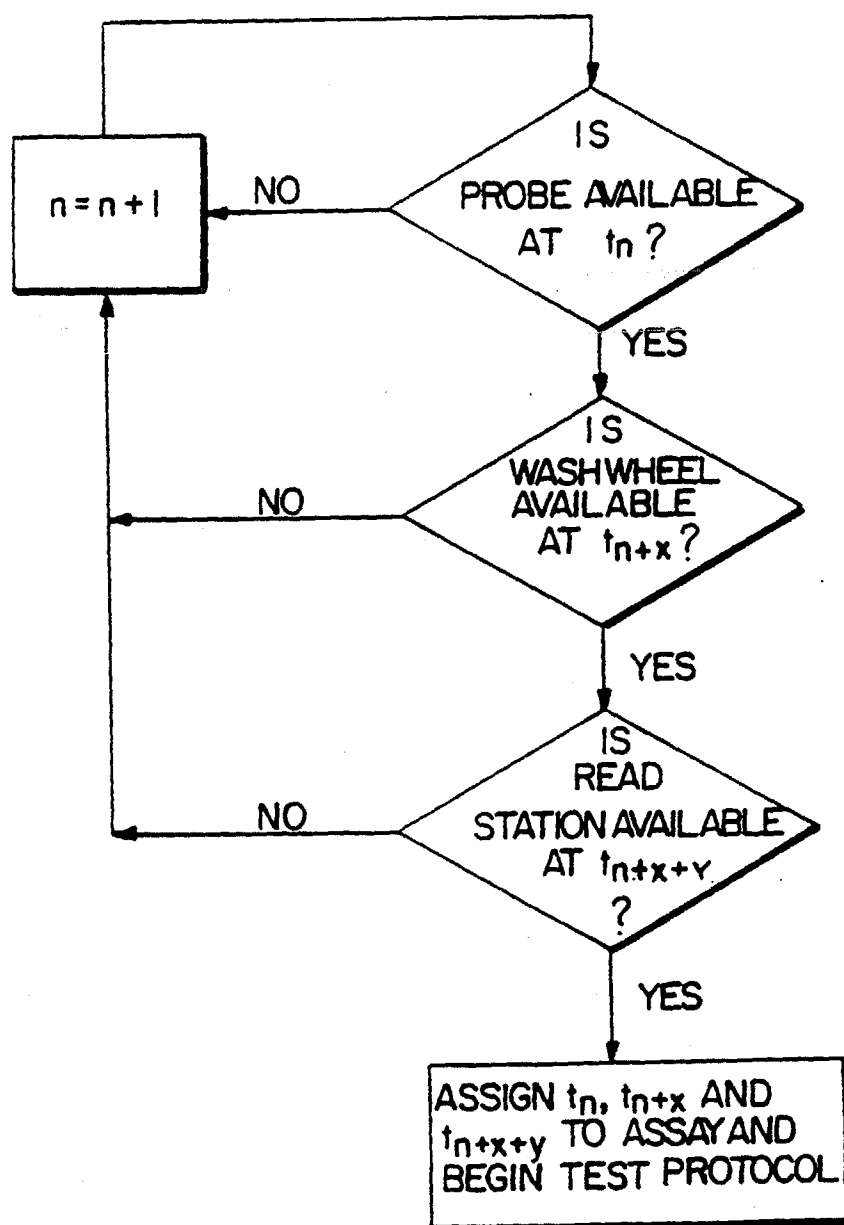 IS
PROBE AVAILABLE
AT tn ?
n = n + 1
NO
YES
IS
WASHWHEEL
AVAILABLE
AT tn+x ?
NO
YES
IS
READ
STATION AVAILABLE
AT tn+x+Y
?
NO
YES
ASSIGN tn, tn+x AND
tn+x+y TO ASSAY AND
BEGIN TEST PROTOCOL